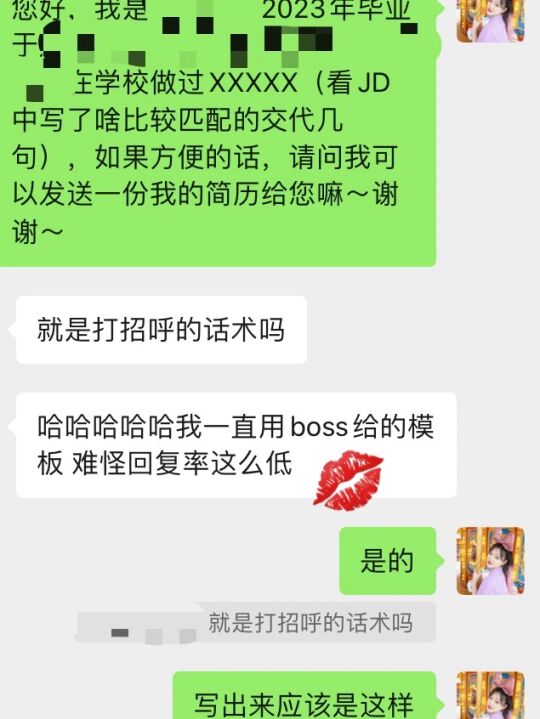 您好，我是 2023年毕业
于
在学校做过XXXXX（看JD
中写了啥比较匹配的交代几
句），如果方便的话，请问我可
以发送一份我的简历给您嘛～谢
谢～
就是打招呼的话术吗
哈哈哈哈哈我一直用boss给的模
板 难怪回复率这么低
是的
就是打招呼的话术吗
写出来应该是这样